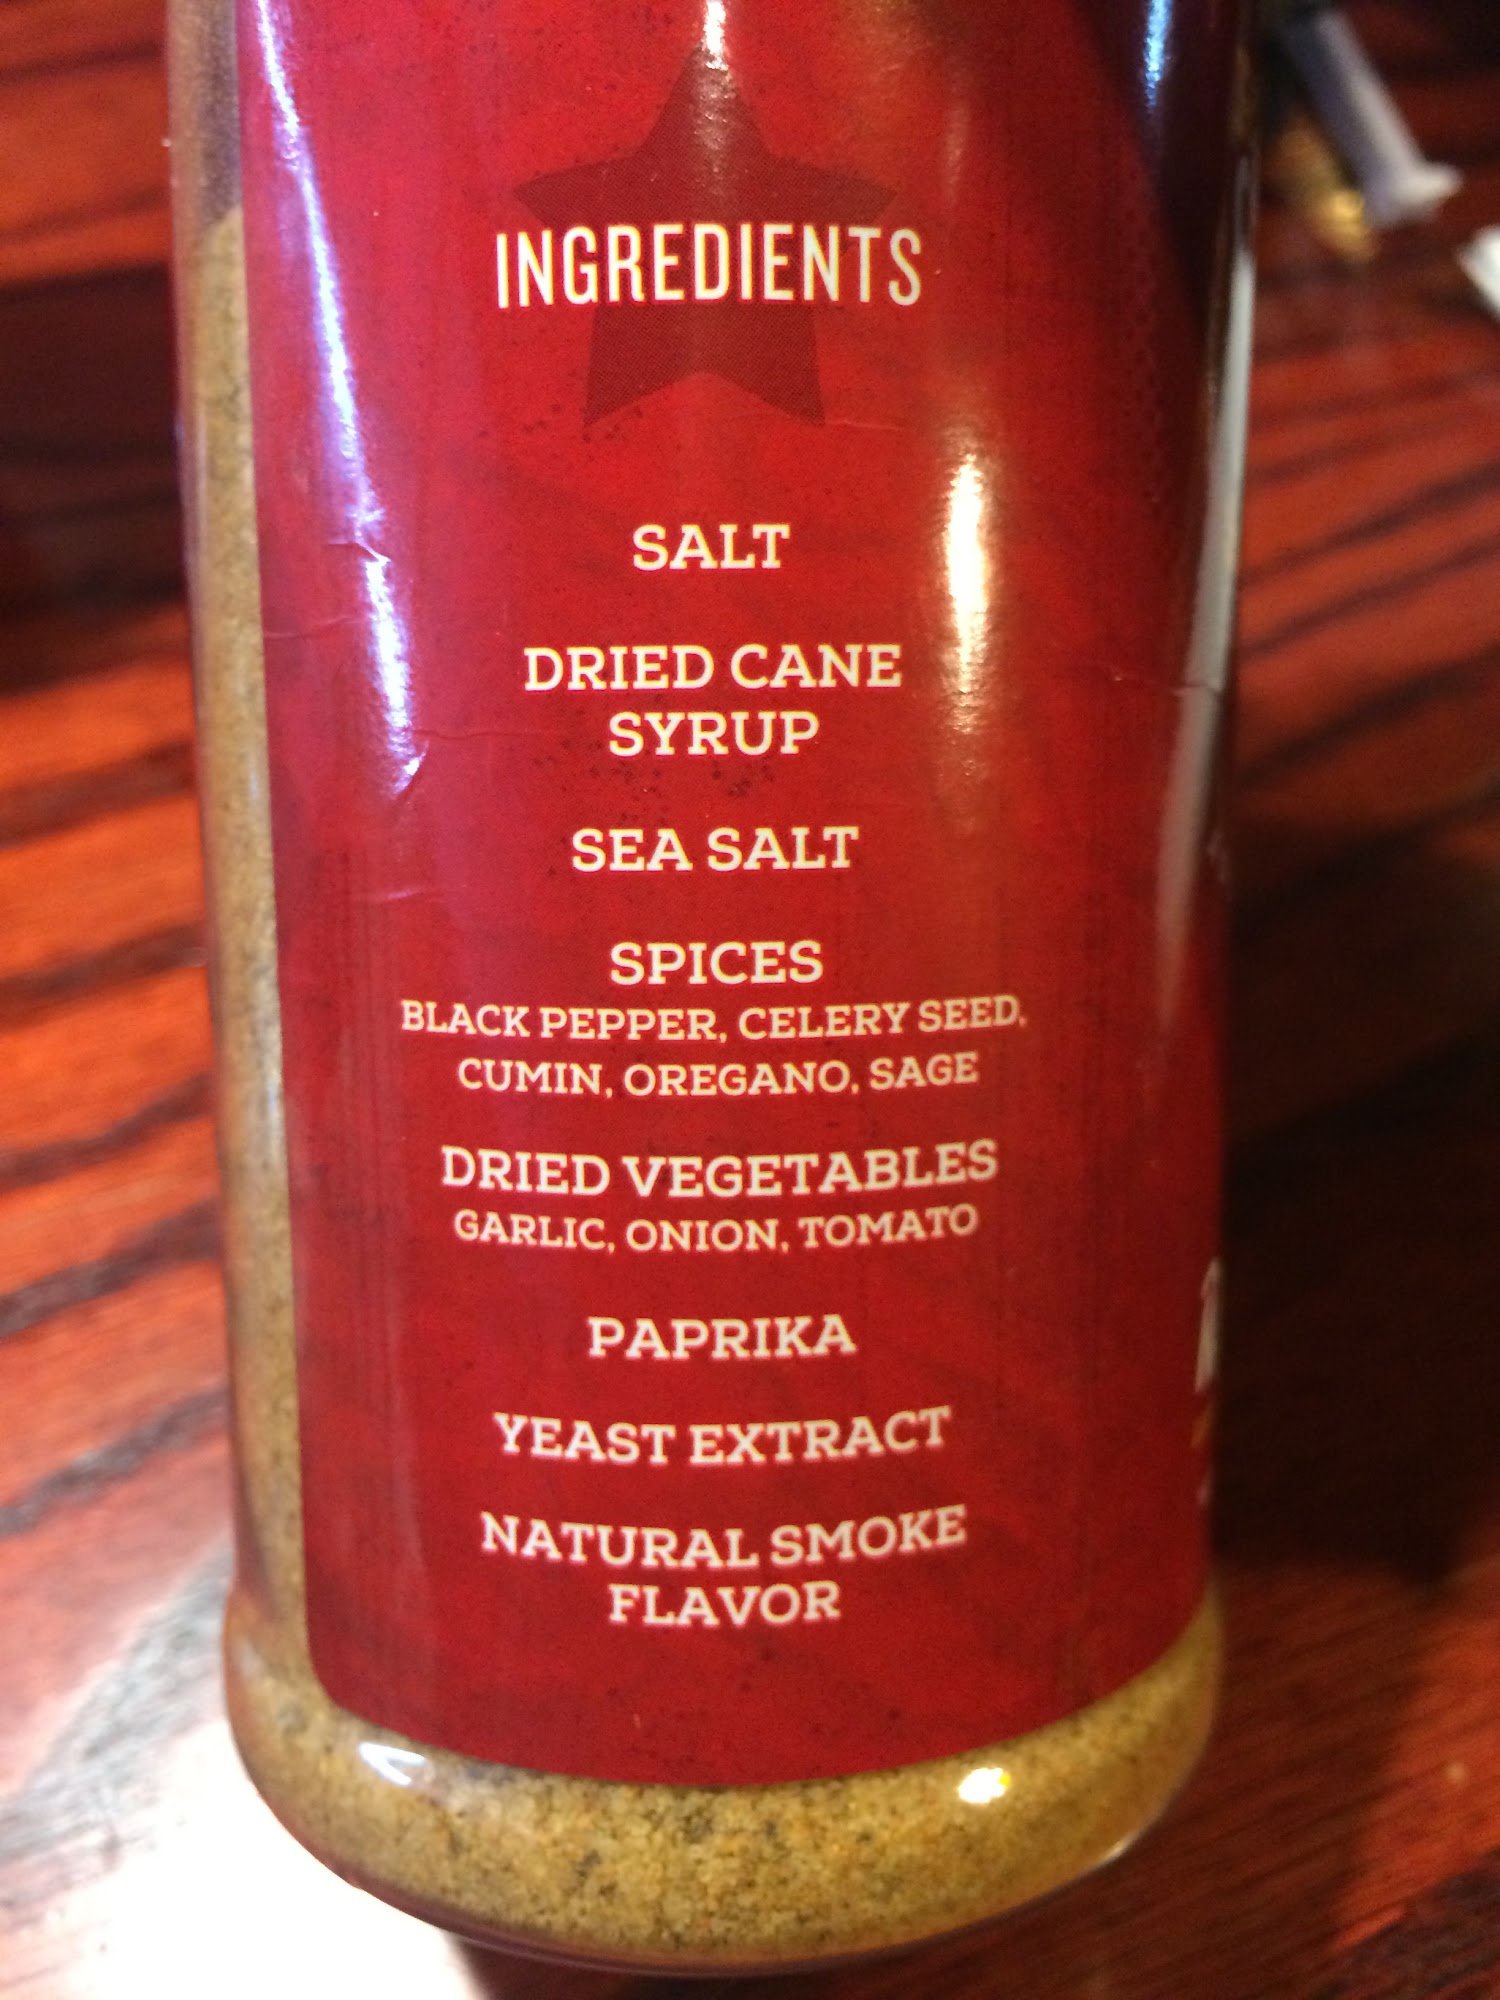 INGREDIENTS
SALT
DRIED CANE
SYRUP
SEA SALT
SPICES
BLACK PEPPER, CELERY SEED,
CUMIN, OREGANO, SAGE
DRIED VEGETABLES
GARLIC, ONION, TOMATO
PAPRIKA
YEAST EXTRACT
NATURAL SMOKE
FLAVOR